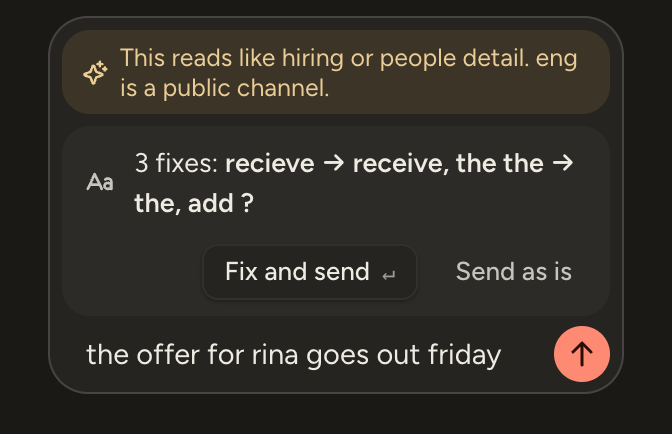 This reads like hiring or people detail. eng
is a public channel.
Aa
3 fixes: recieve → receive, the the →
the, add ?
Fix and send ↵
Send as is
the offer for rina goes out friday